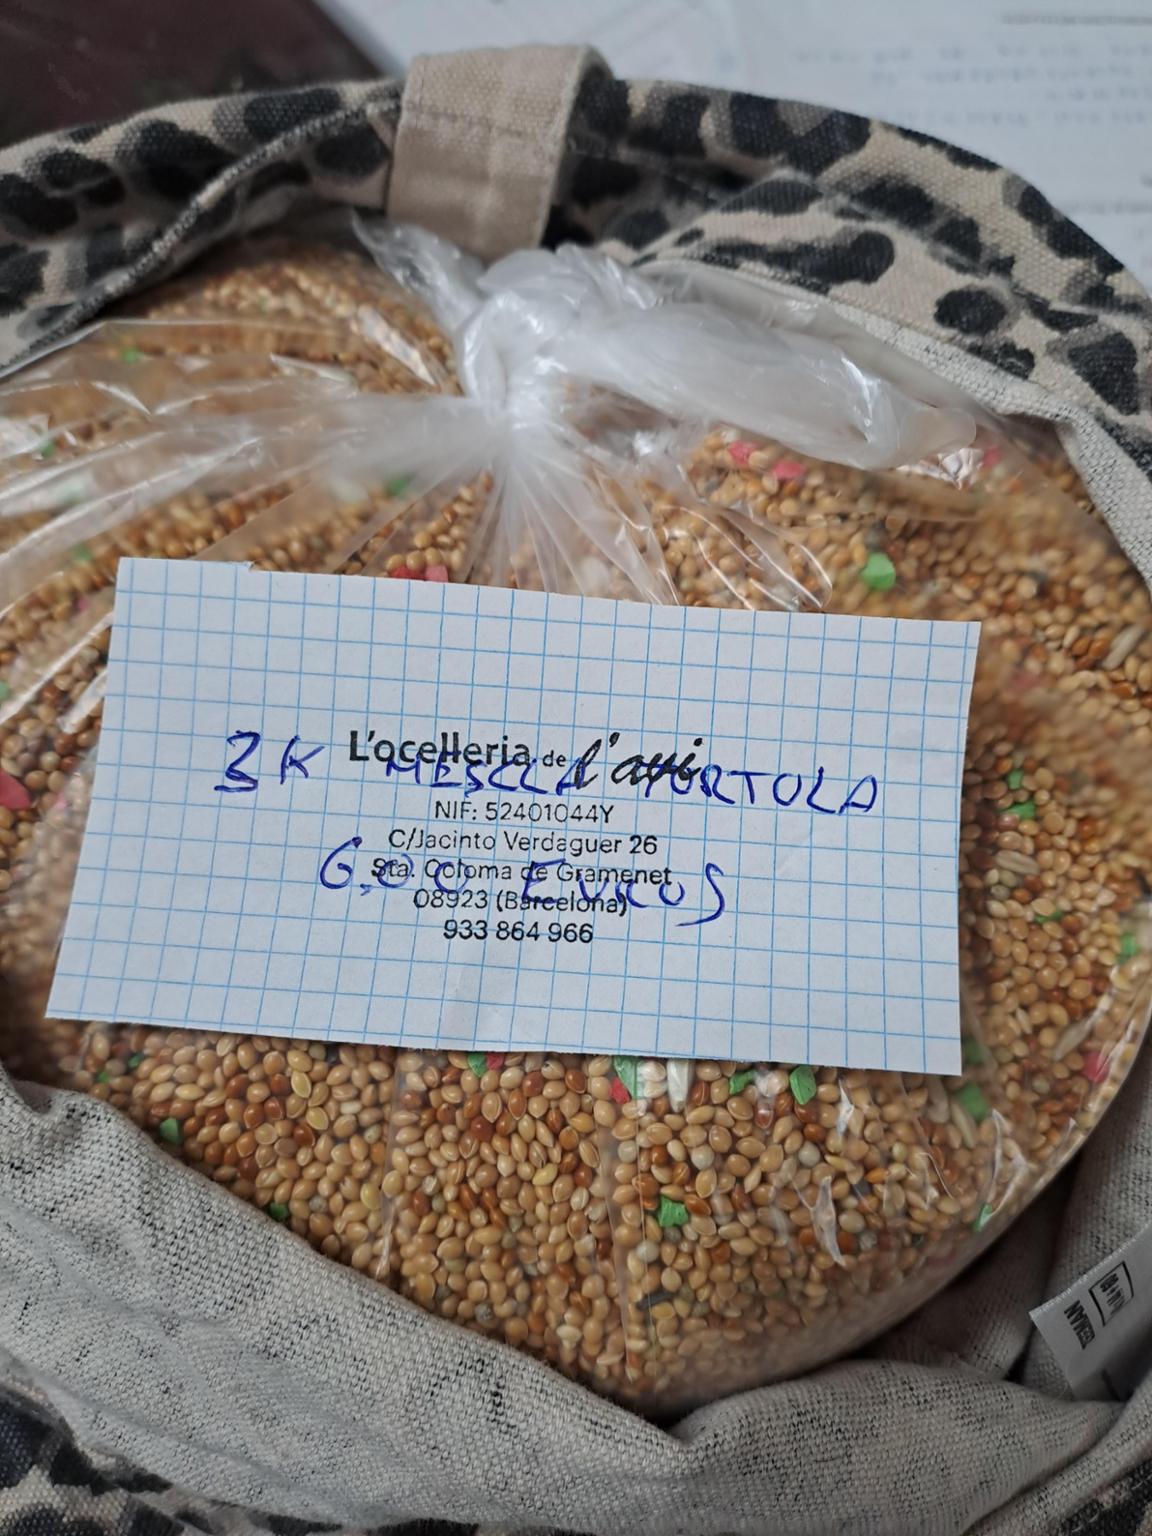 L'ocelleria de l'avi
3 K MESCLA TORTOLA
NIF: 52401044Y
C/Jacinto Verdaguer 26
6,00 EUROS
Sta. Coloma de Gramenet
08923 (Barcelona)
933 864 966